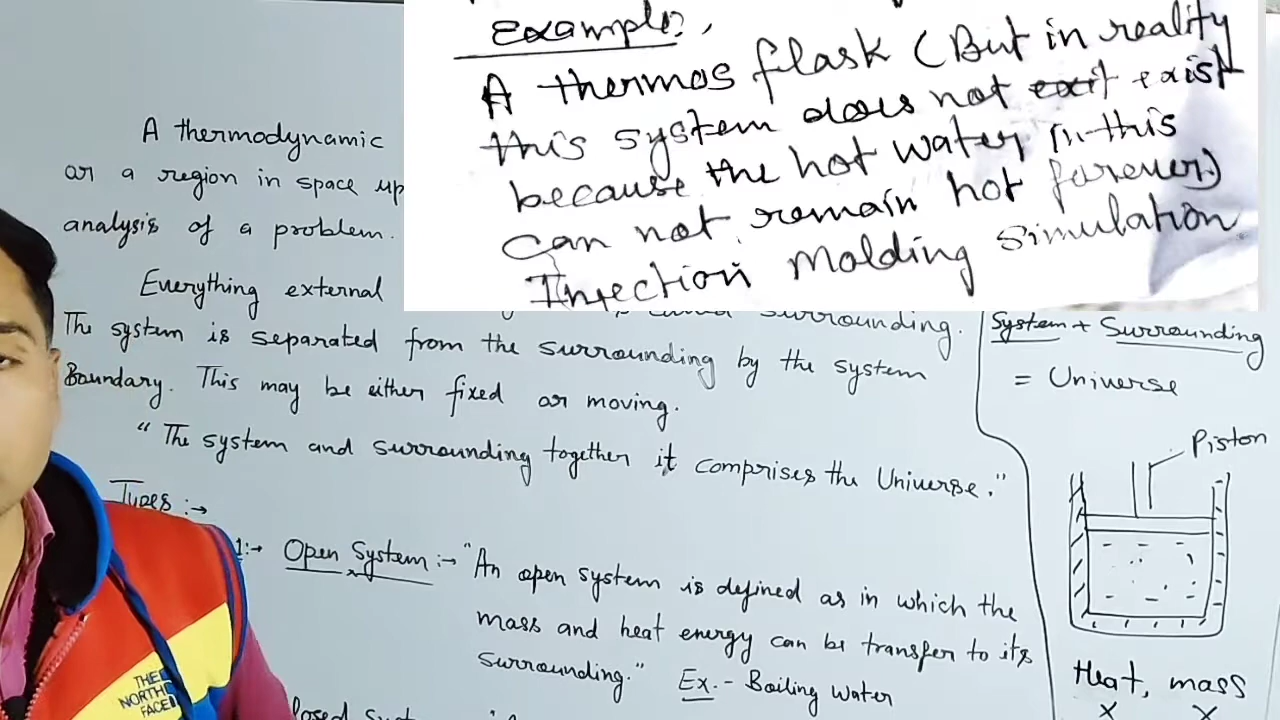 Example:,
A thermos flask (But in reality
this system does not exit exist
because the hot water in this
can not remain hot forever.)
Injection Molding simulation
A thermodynamic
or a region in space up
analysis of a problem.
Everything external
surrounding.
The system is separated from the surrounding by the system
Boundary. This may be either fixed or moving.
"The system and surrounding together it comprises the Universe."
Types :→
1:→ Open System :→ "An open system is defined as in which the
mass and heat energy can be transfer to its
surrounding." Ex. - Boiling water
System + Surrounding
= Universe
Piston
Heat, mass
x x
THE
NORTH
FACE